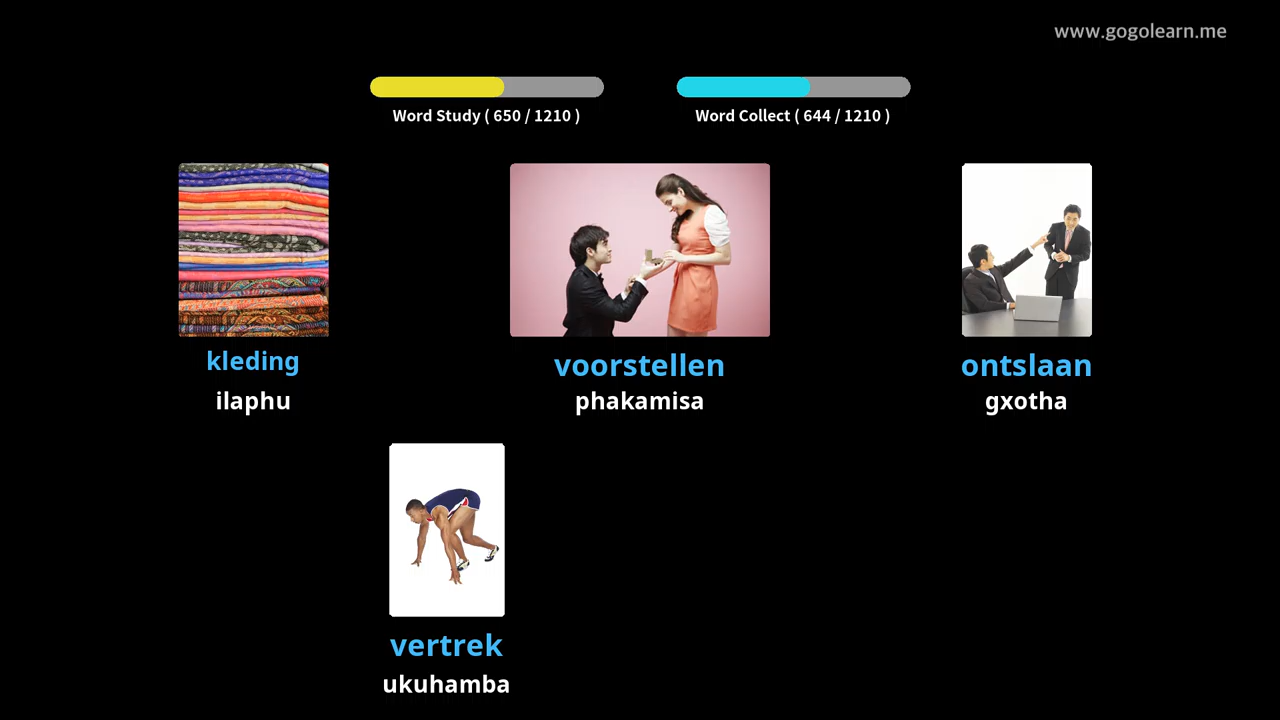 www.gogolearn.me
Word Study ( 650 / 1210 )
Word Collect ( 644 / 1210 )
kleding
ilaphu
voorstellen
phakamisa
ontslaan
gxotha
vertrek
ukuhamba